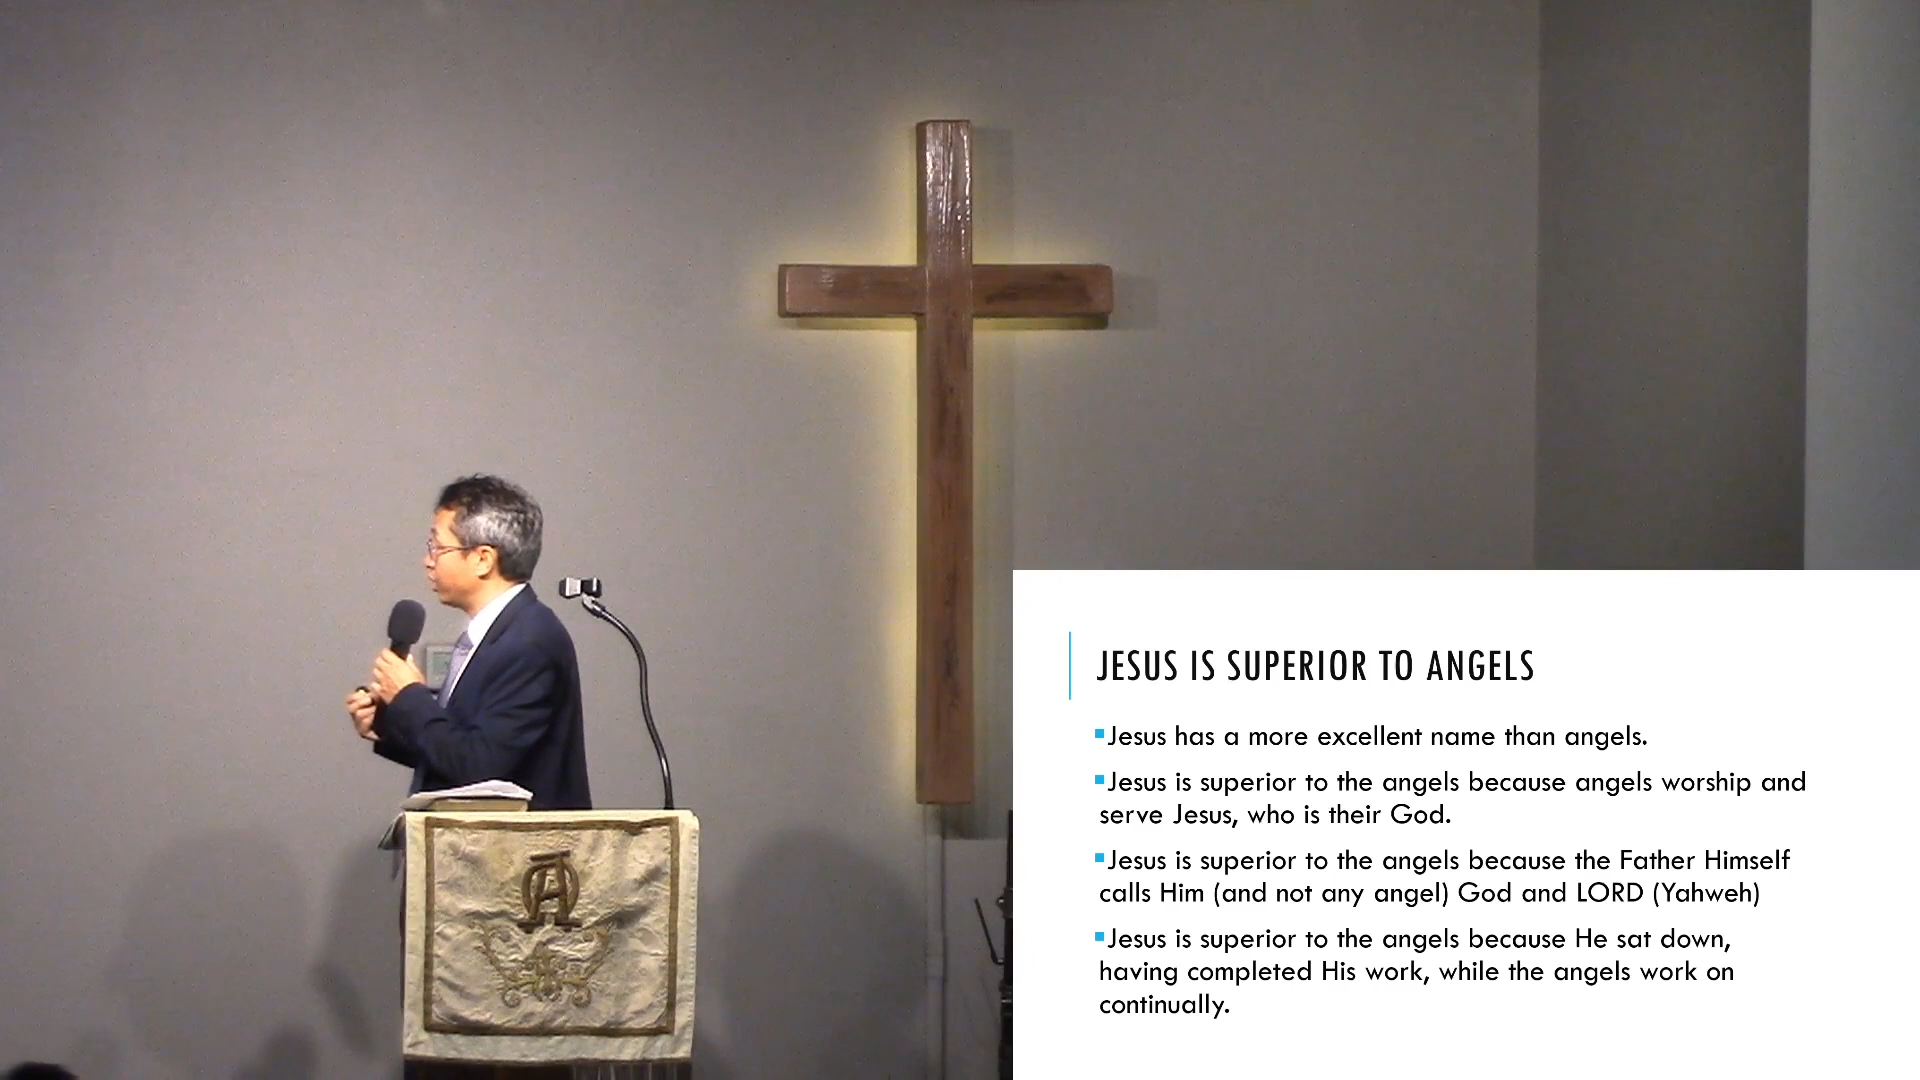 JESUS IS SUPERIOR TO ANGELS
▪Jesus has a more excellent name than angels.
▪Jesus is superior to the angels because angels worship and
serve Jesus, who is their God.
▪Jesus is superior to the angels because the Father Himself
calls Him (and not any angel) God and LORD (Yahweh)
▪Jesus is superior to the angels because He sat down,
having completed His work, while the angels work on
continually.